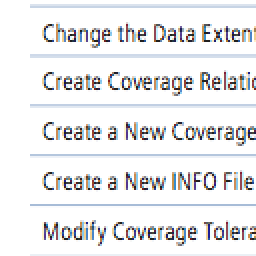 Change the Data Extent
Create Coverage Relatio
Create a New Coverage
Create a New INFO File
Modify Coverage Tolera